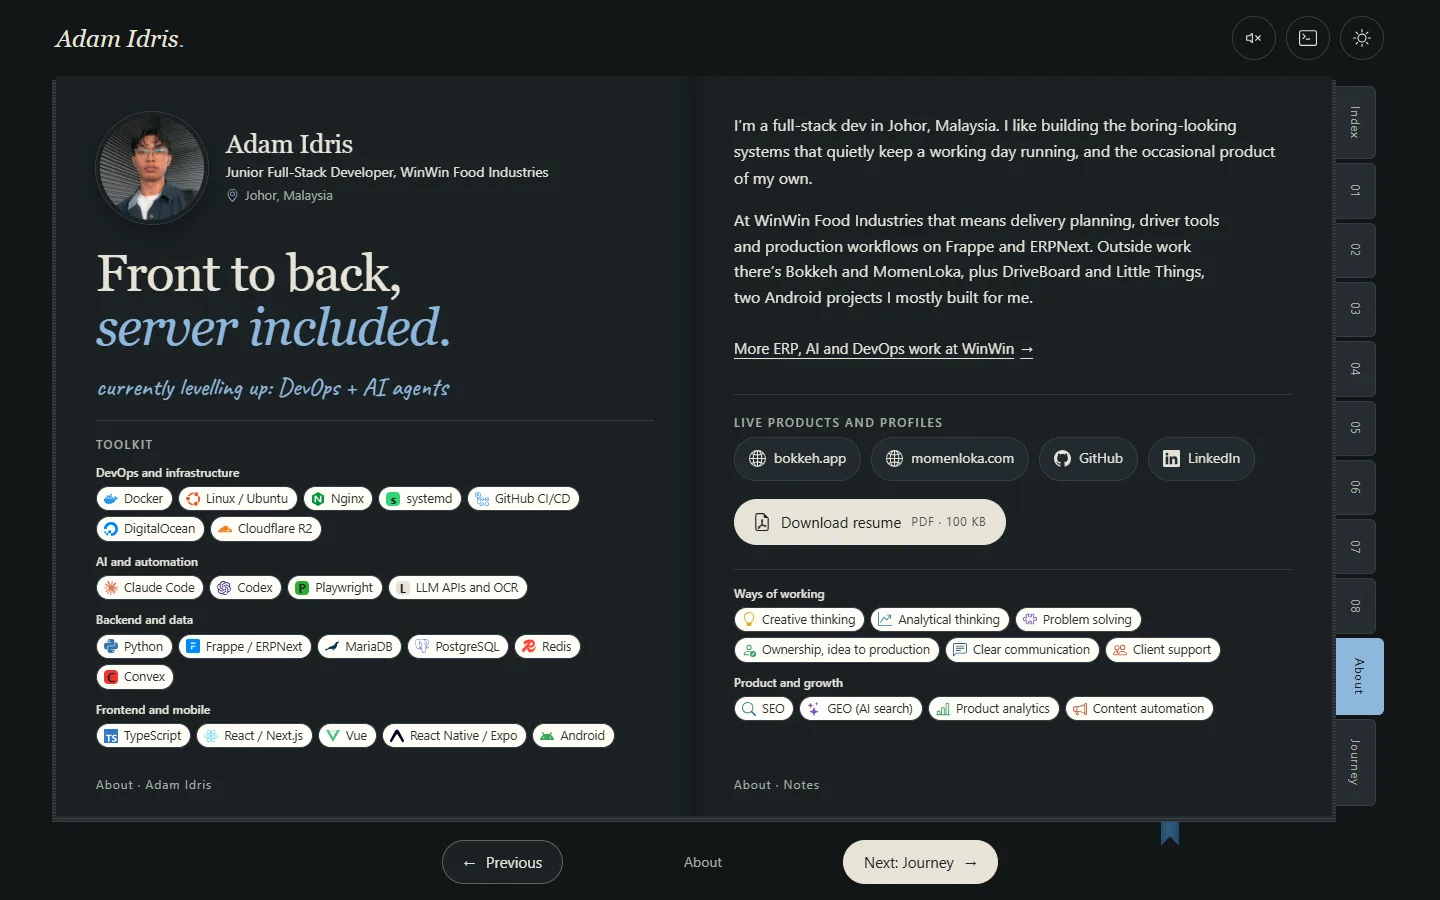 Adam Idris.
Adam Idris
Junior Full-Stack Developer, WinWin Food Industries
Johor, Malaysia
Front to back,
server included.
currently levelling up: DevOps + AI agents
TOOLKIT
DevOps and infrastructure
Docker Linux / Ubuntu Nginx s systemd GitHub CI/CD
DigitalOcean Cloudflare R2
AI and automation
Claude Code Codex P Playwright L LLM APIs and OCR
Backend and data
Python Frappe / ERPNext MariaDB PostgreSQL Redis
C Convex
Frontend and mobile
TS TypeScript React / Next.js Vue React Native / Expo Android
About · Adam Idris
I'm a full-stack dev in Johor, Malaysia. I like building the boring-looking
systems that quietly keep a working day running, and the occasional product
of my own.
At WinWin Food Industries that means delivery planning, driver tools
and production workflows on Frappe and ERPNext. Outside work
there's Bokkeh and MomenLoka, plus DriveBoard and Little Things,
two Android projects I mostly built for me.
More ERP, AI and DevOps work at WinWin →
LIVE PRODUCTS AND PROFILES
bokkeh.app momenloka.com GitHub in LinkedIn
Download resume PDF · 100 KB
Ways of working
Creative thinking Analytical thinking Problem solving
Ownership, idea to production Clear communication Client support
Product and growth
SEO GEO (AI search) Product analytics Content automation
About · Notes
Index
01
02
03
04
05
06
07
08
About
Journey
← Previous
About
Next: Journey →